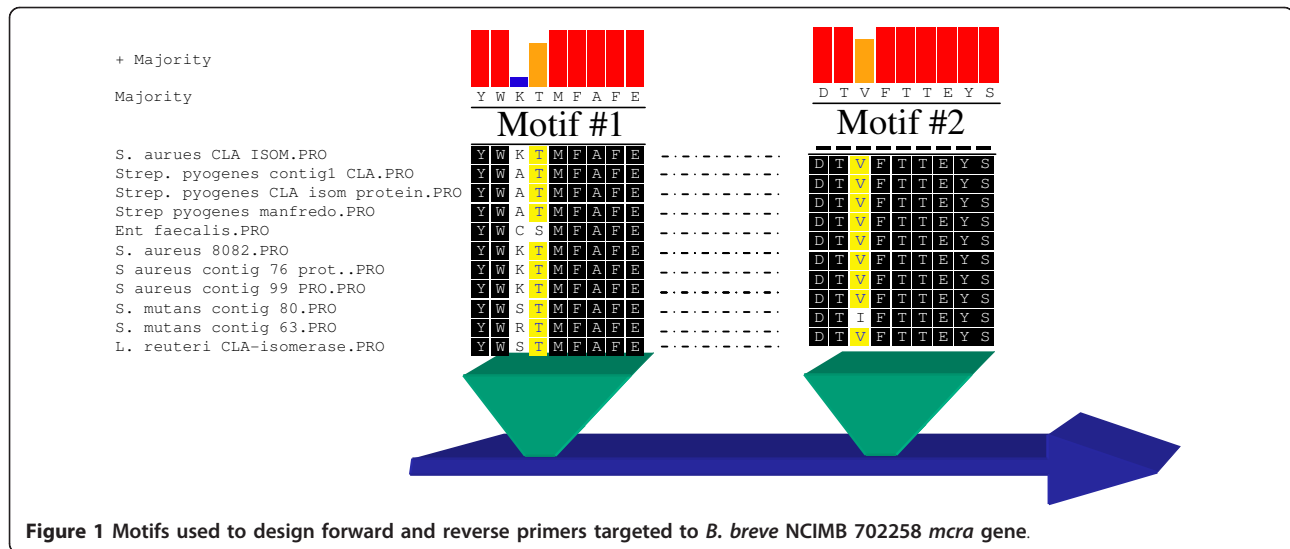 + Majority
Majority
Y W K T M F A F E
D T V F T T E Y S
Motif #1
Motif #2
S. aurues CLA ISOM.PRO
Y W K T M F A F E
Strep. pyogenes contig1 CLA.PRO
Y W A T M F A F E
Strep. pyogenes CLA isom protein.PRO
Y W A T M F A F E
Strep pyogenes manfredo.PRO
Y W A T M F A F E
Ent faecalis.PRO
Y W C S M F A F E
S. aureus 8082.PRO
Y W K T M F A F E
S aureus contig 76 prot..PRO
Y W K T M F A F E
S aureus contig 99 PRO.PRO
Y W K T M F A F E
S. mutans contig 80.PRO
Y W S T M F A F E
S. mutans contig 63.PRO
Y W R T M F A F E
L. reuteri CLA-isomerase.PRO
Y W S T M F A F E
D T V F T T E Y S
D T V F T T E Y S
D T V F T T E Y S
D T V F T T E Y S
D T V F T T E Y S
D T V F T T E Y S
D T V F T T E Y S
D T V F T T E Y S
D T I F T T E Y S
D T V F T T E Y S
Figure 1 Motifs used to design forward and reverse primers targeted to B. breve NCIMB 702258 mcra gene.